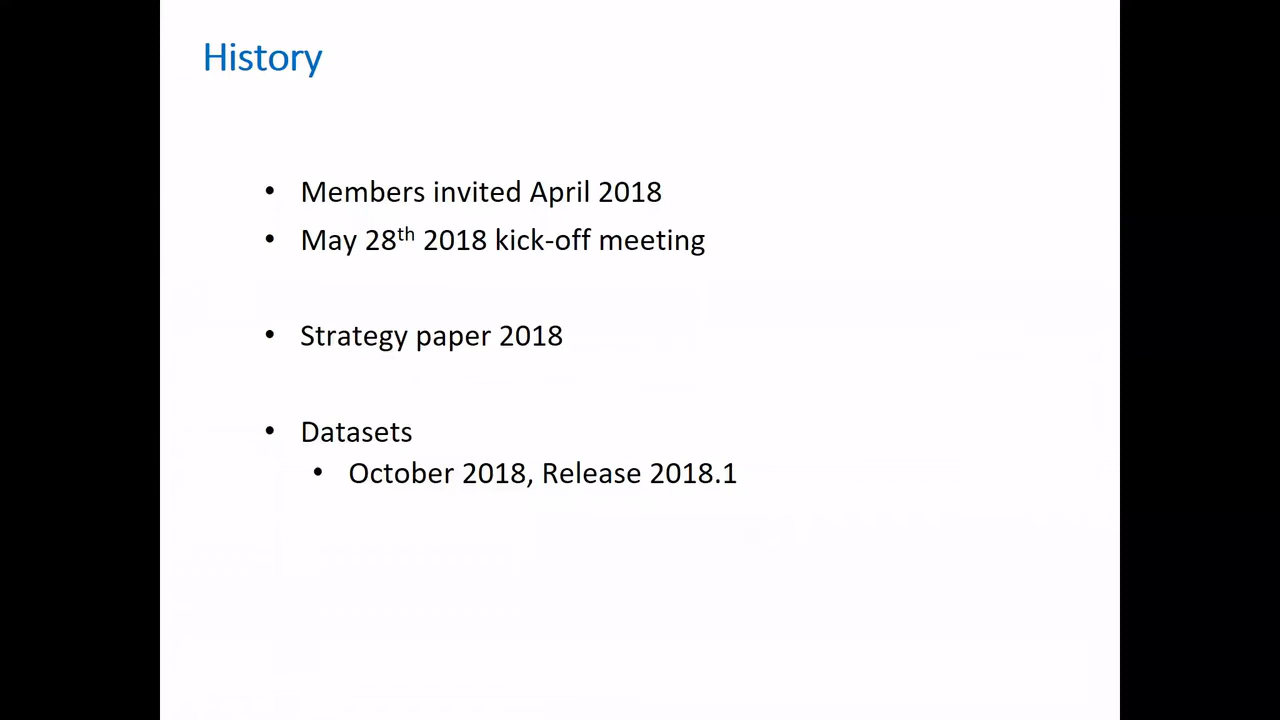 History
• Members invited April 2018
• May 28th 2018 kick-off meeting
• Strategy paper 2018
• Datasets
• October 2018, Release 2018.1